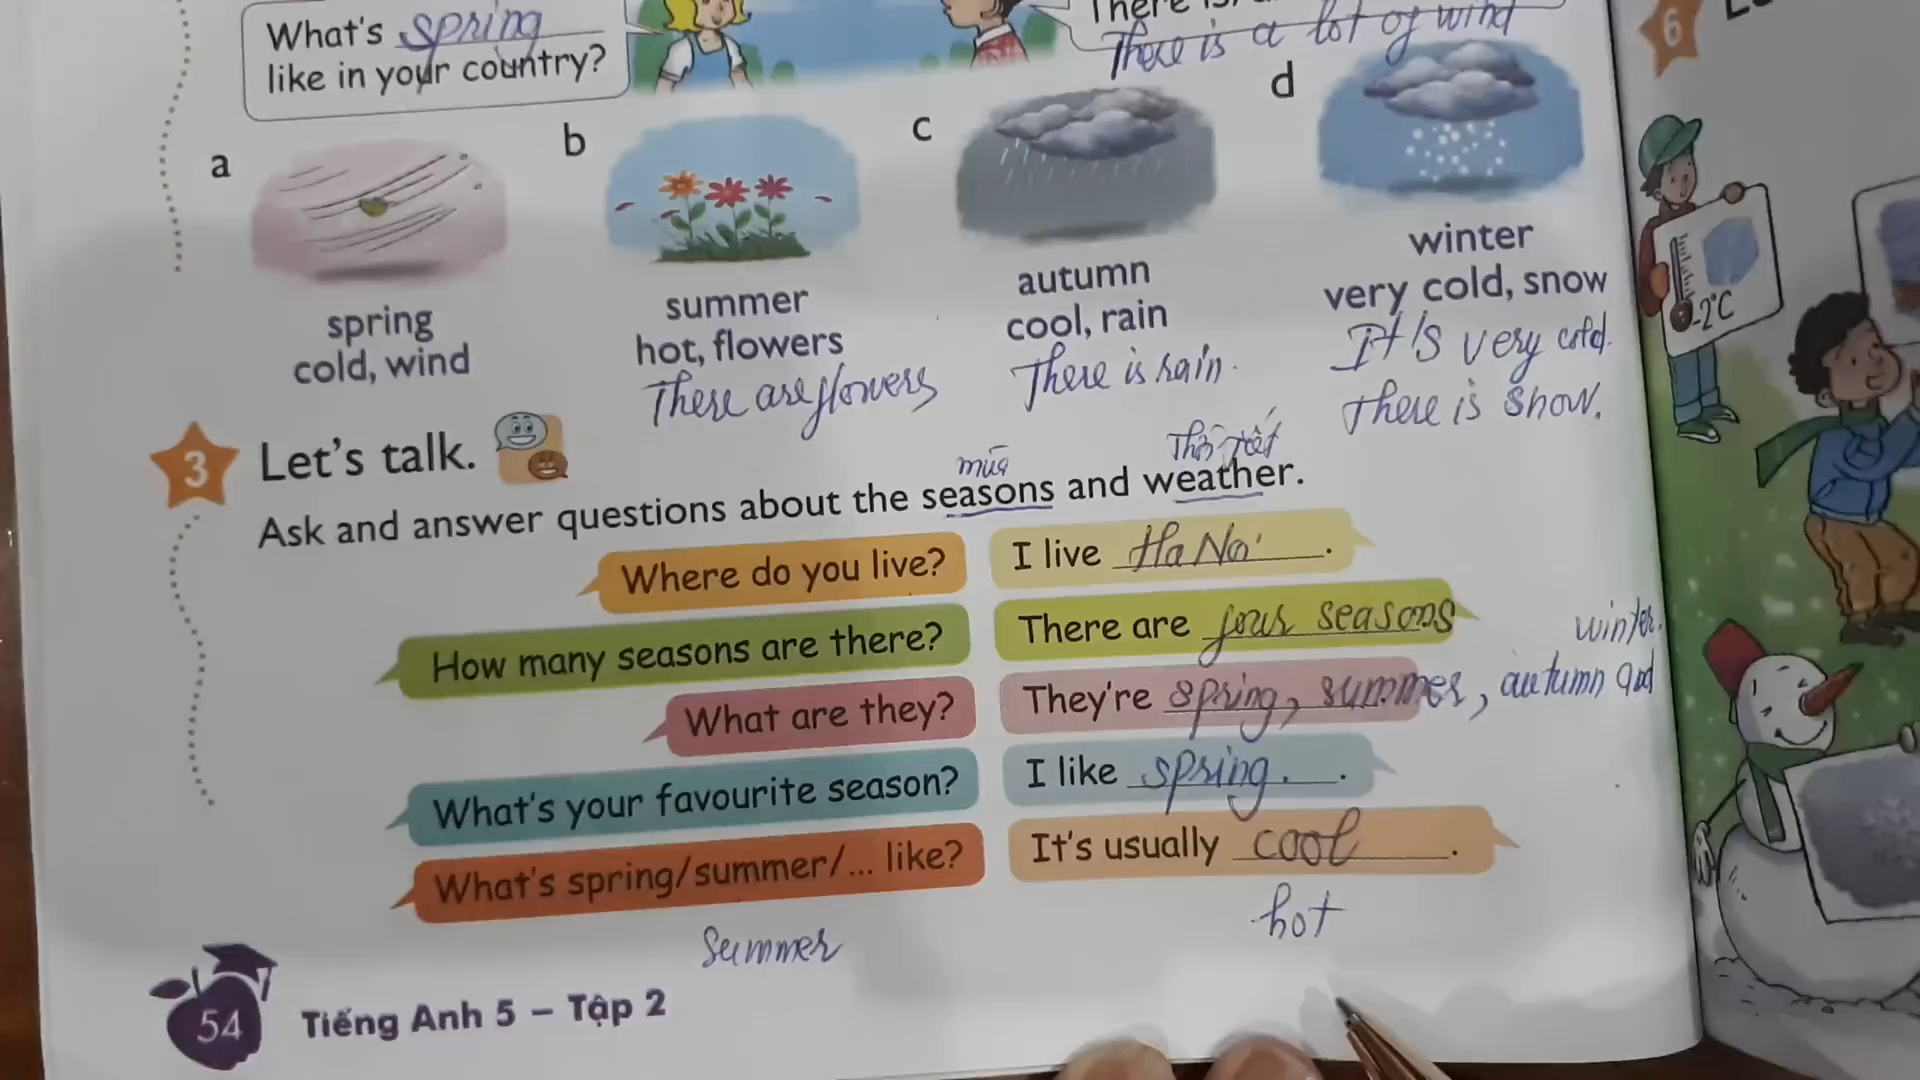 What's spring
like in your country?
There is a lot of wind
6
a
b
c
d
spring
cold, wind
summer
hot, flowers
There are flowers
autumn
cool, rain
There is rain.
winter
very cold, snow
It is very cold.
There is snow.
-2°C
3 Let's talk.
mùa
Thời tiết
Ask and answer questions about the seasons and weather.
Where do you live?
I live Ha Noi.
How many seasons are there?
There are four seasons
What are they?
They're spring, summer, autumn and
winter.
What's your favourite season?
I like spring.
What's spring/summer/... like?
It's usually cool.
summer
hot
54 Tiếng Anh 5 – Tập 2